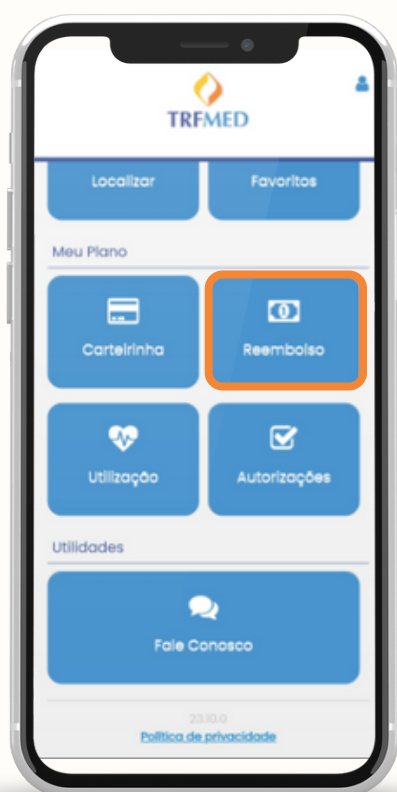 TRFMED
Localizar
Favoritos
Meu Plano
Carteirinha
Reembolso
Utilização
Autorizações
Utilidades
Fale Conosco
23.10.0
Política de privacidade